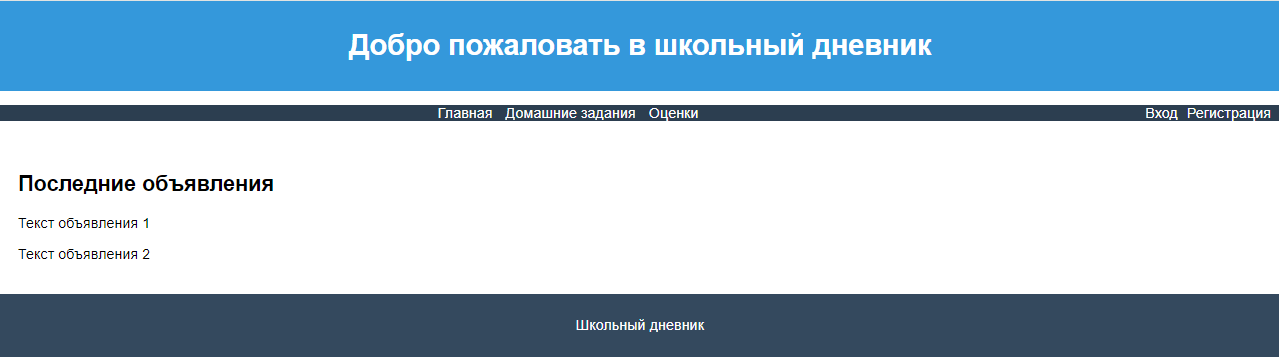 Добро пожаловать в школьный дневник
Главная Домашние задания Оценки Вход Регистрация
Последние объявления
Текст объявления 1
Текст объявления 2
Школьный дневник